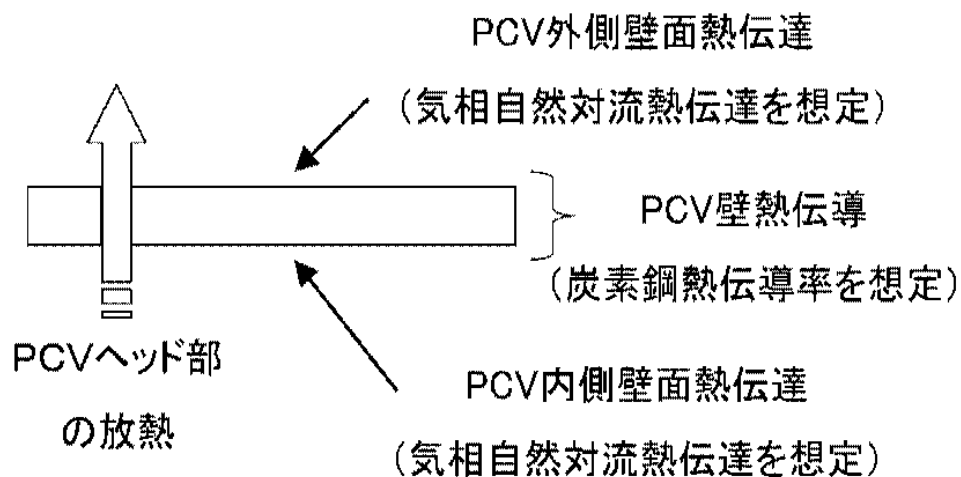 PCV外側壁面熱伝達
(気相自然対流熱伝達を想定)
PCV壁熱伝導
(炭素鋼熱伝導率を想定)
PCVヘッド部
の放熱
PCV内側壁面熱伝達
(気相自然対流熱伝達を想定)